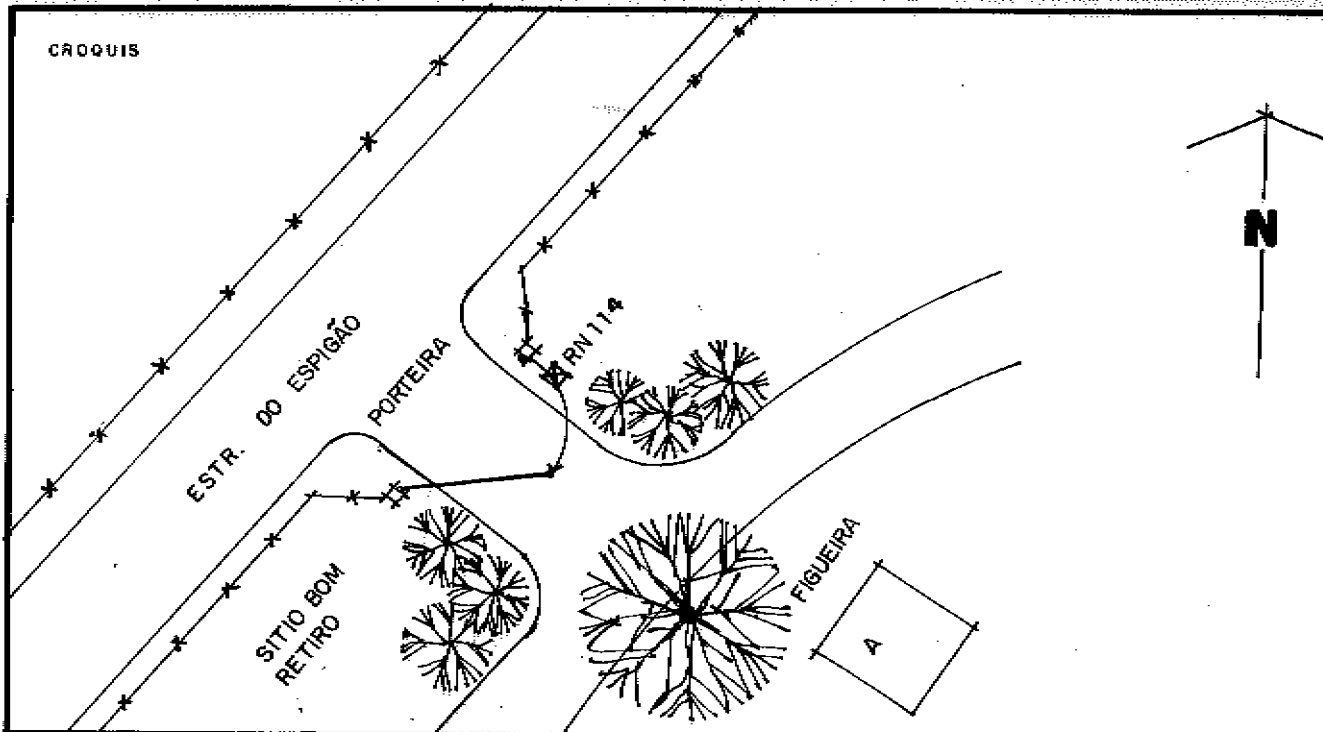 CROQUIS
N
RN 114
ESTR. DO ESPIGÃO
PORTEIRA
SITIO BOM
RETIRO
FIGUEIRA
A